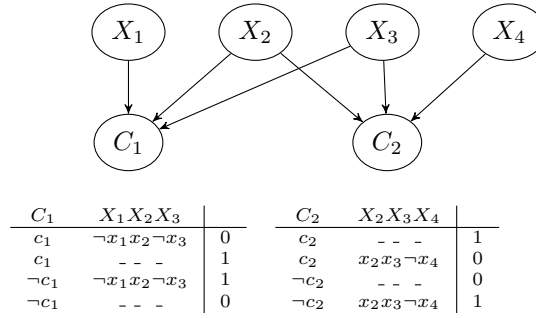 X₁ X₂ X₃ X₄
C₁ C₂
C₁ X₁X₂X₃
c₁ ¬x₁x₂¬x₃ 0
c₁ _ _ _ 1
¬c₁ ¬x₁x₂¬x₃ 1
¬c₁ _ _ _ 0
C₂ X₂X₃X₄
c₂ _ _ _ 1
c₂ x₂x₃¬x₄ 0
¬c₂ _ _ _ 0
¬c₂ x₂x₃¬x₄ 1